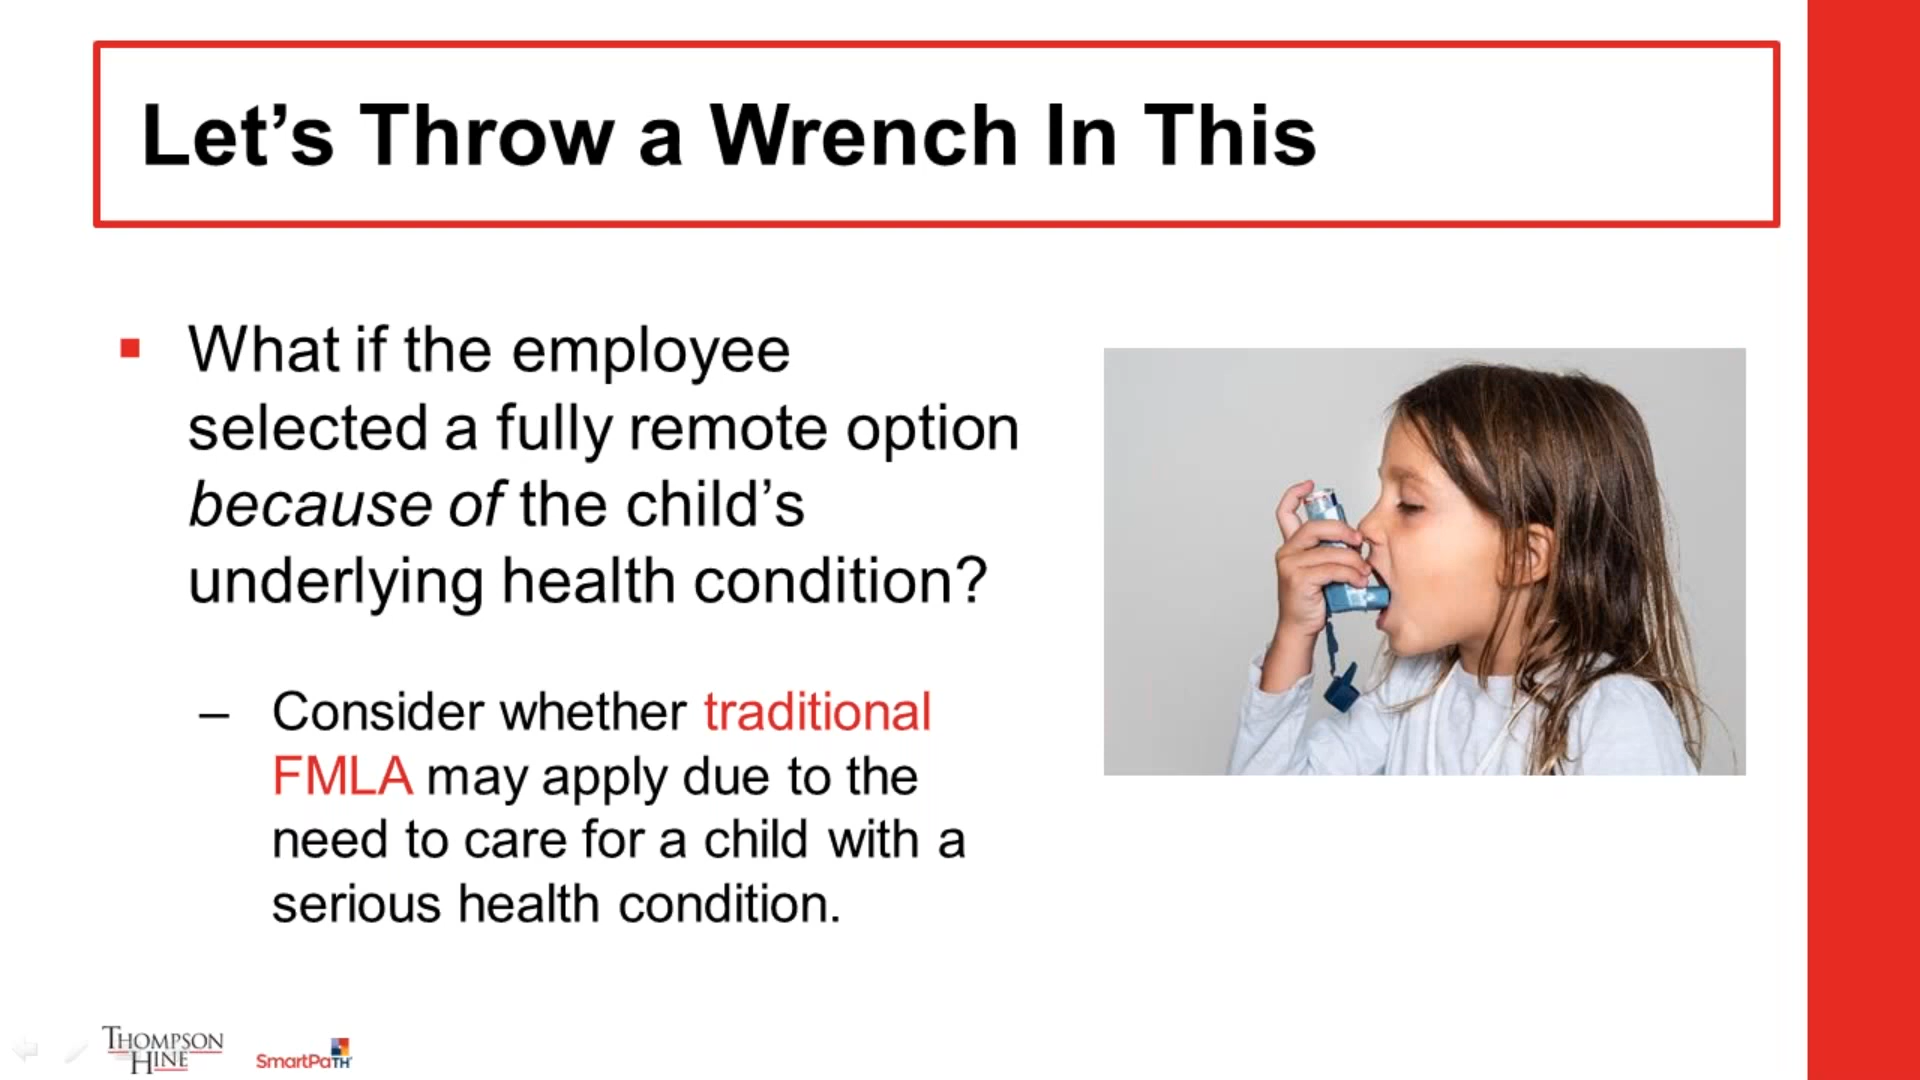 Let’s Throw a Wrench In This
▪ What if the employee
selected a fully remote option
because of the child’s
underlying health condition?
– Consider whether traditional
FMLA may apply due to the
need to care for a child with a
serious health condition.
THOMPSON
HINE
SmartPaTH